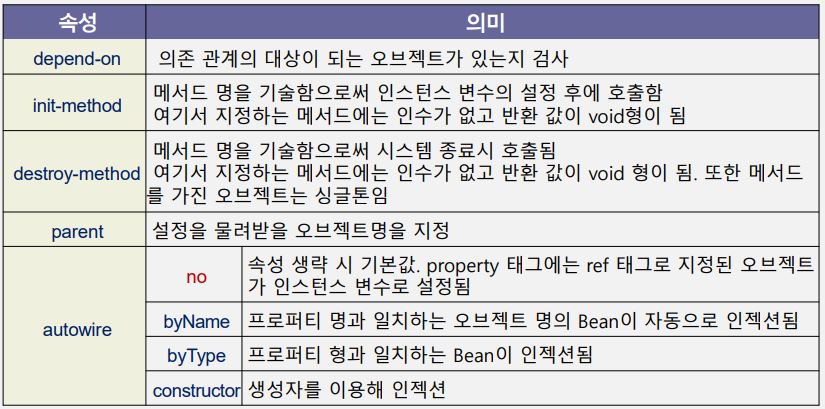 속성 의미
depend-on 의존 관계의 대상이 되는 오브젝트가 있는지 검사
init-method 메서드 명을 기술함으로써 인스턴스 변수의 설정 후에 호출함
여기서 지정하는 메서드에는 인수가 없고 반환 값이 void형이 됨
destroy-method 메서드 명을 기술함으로써 시스템 종료시 호출됨
여기서 지정하는 메서드에는 인수가 없고 반환 값이 void 형이 됨. 또한 메서드
를 가진 오브젝트는 싱글톤임
parent 설정을 물려받을 오브젝트명을 지정
autowire
no 속성 생략 시 기본값. property 태그에는 ref 태그로 지정된 오브젝트
가 인스턴스 변수로 설정됨
byName 프로퍼티 명과 일치하는 오브젝트 명의 Bean이 자동으로 인젝션됨
byType 프로퍼티 형과 일치하는 Bean이 인젝션됨
constructor 생성자를 이용해 인젝션